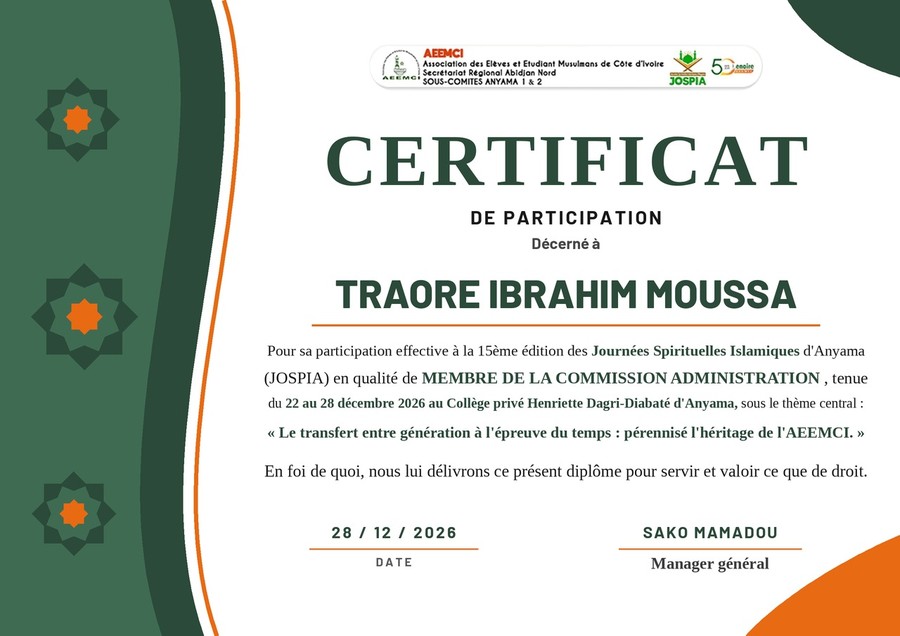 AEEMCI
AEEMCI
Association des Elèves et Etudiant Musulmans de Côte d'Ivoire
Secrétariat Régional Abidjan Nord
SOUS-COMITES ANYAMA 1 & 2
JOSPIA
CERTIFICAT
DE PARTICIPATION
Décerné à
TRAORE IBRAHIM MOUSSA
Pour sa participation effective à la 15ème édition des Journées Spirituelles Islamiques d'Anyama
(JOSPIA) en qualité de MEMBRE DE LA COMMISSION ADMINISTRATION , tenue
du 22 au 28 décembre 2026 au Collège privé Henriette Dagri-Diabaté d'Anyama, sous le thème central :
« Le transfert entre génération à l'épreuve du temps : pérennisé l'héritage de l'AEEMCI. »
En foi de quoi, nous lui délivrons ce présent diplôme pour servir et valoir ce que de droit.
28 / 12 / 2026
DATE
SAKO MAMADOU
Manager général